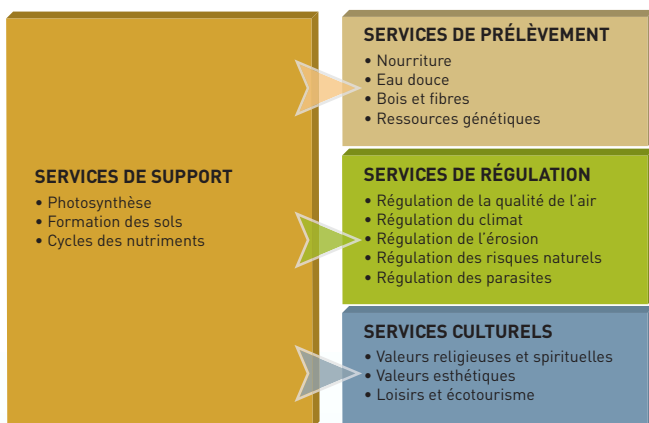 SERVICES DE SUPPORT
• Photosynthèse
• Formation des sols
• Cycles des nutriments
SERVICES DE PRÉLÈVEMENT
• Nourriture
• Eau douce
• Bois et fibres
• Ressources génétiques
SERVICES DE RÉGULATION
• Régulation de la qualité de l'air
• Régulation du climat
• Régulation de l'érosion
• Régulation des risques naturels
• Régulation des parasites
SERVICES CULTURELS
• Valeurs religieuses et spirituelles
• Valeurs esthétiques
• Loisirs et écotourisme